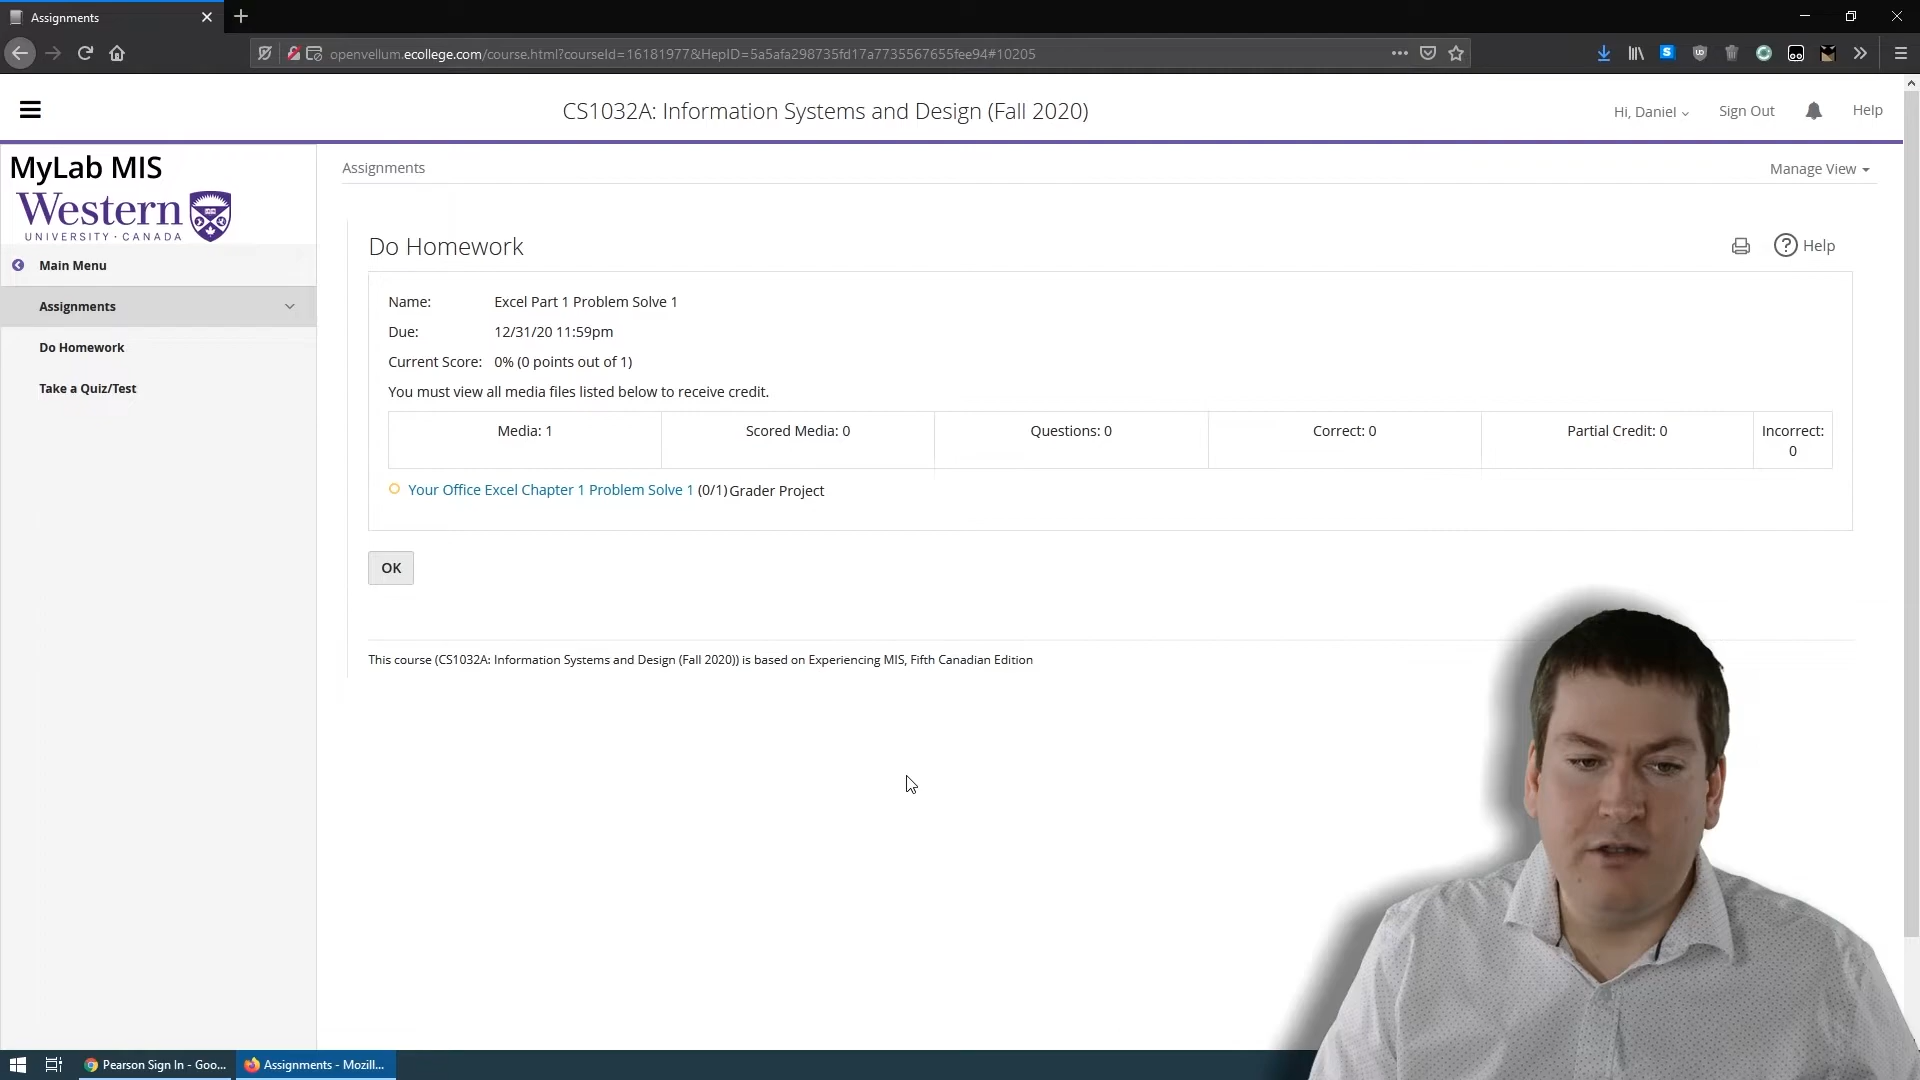 Assignments
openvellum.ecollege.com/course.html?courseId=16181977&HepID=5a5afa298735fd17a7735567655fee94#10205
CS1032A: Information Systems and Design (Fall 2020)
Hi, Daniel
Sign Out
Help
MyLab MIS
Western
UNIVERSITY · CANADA
Main Menu
Assignments
Do Homework
Take a Quiz/Test
Assignments
Manage View
Do Homework
Help
Name: Excel Part 1 Problem Solve 1
Due: 12/31/20 11:59pm
Current Score: 0% (0 points out of 1)
You must view all media files listed below to receive credit.
Media: 1
Scored Media: 0
Questions: 0
Correct: 0
Partial Credit: 0
Incorrect:
0
Your Office Excel Chapter 1 Problem Solve 1 (0/1) Grader Project
OK
This course (CS1032A: Information Systems and Design (Fall 2020)) is based on Experiencing MIS, Fifth Canadian Edition
Pearson Sign In - Goo...
Assignments - Mozill...